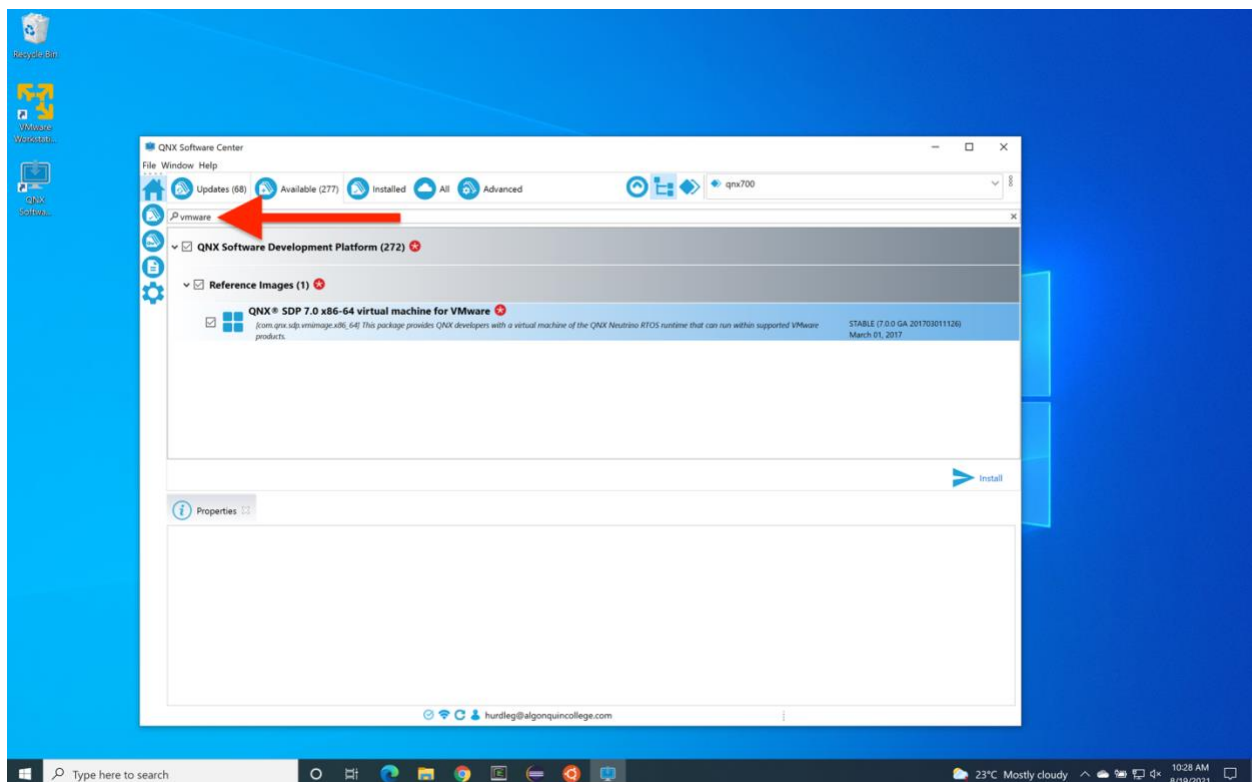 Recycle Bin
VMware
Workstati...
QNX
Softwa...
QNX Software Center
File Window Help
Updates (68) Available (277) Installed All Advanced qnx700
vmware
QNX Software Development Platform (272)
Reference Images (1)
QNX® SDP 7.0 x86-64 virtual machine for VMware
[com.qnx.sdp.vmimage.x86_64] This package provides QNX developers with a virtual machine of the QNX Neutrino RTOS runtime that can run within supported VMware
products.
STABLE (7.0.0 GA 201703011126)
March 01, 2017
Install
Properties
hurdleg@algonquincollege.com
Type here to search
23°C Mostly cloudy
10:28 AM
8/19/2021